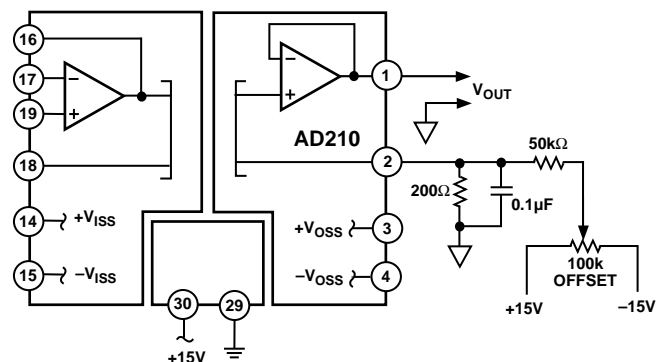 16
17
19
18
14
+VISS
15
−VISS
30
+15V
29
1
VOUT
AD210
2
50kΩ
200Ω
0.1µF
+VOSS
3
−VOSS
4
100k
OFFSET
+15V
−15V